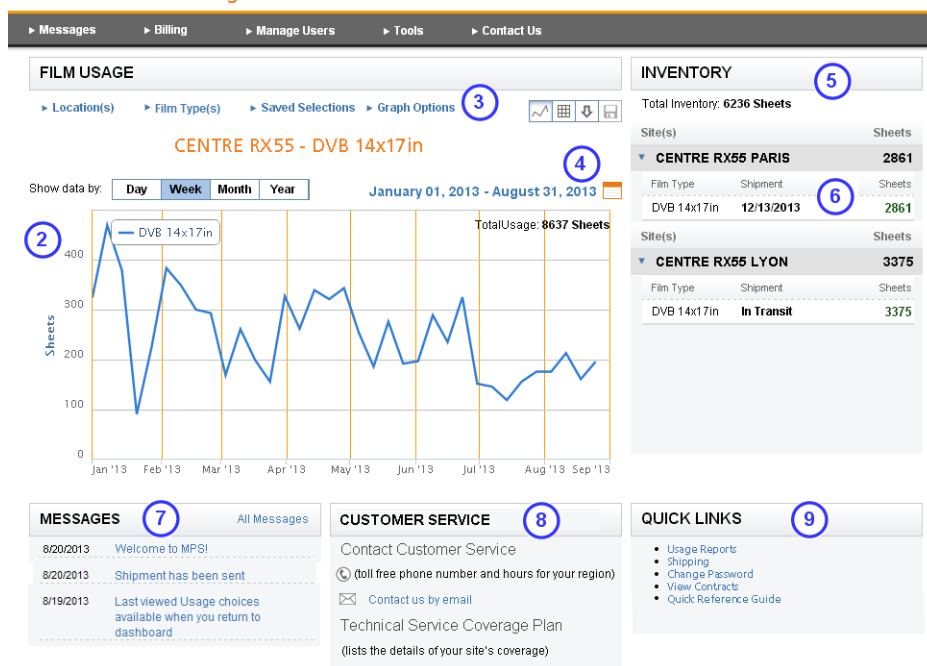 Messages Billing Manage Users Tools Contact Us
FILM USAGE
Location(s) Film Type(s) Saved Selections Graph Options 3
CENTRE RX55 - DVB 14x17in
4
Show data by: Day Week Month Year January 01, 2013 - August 31, 2013
2
DVB 14x17in
TotalUsage: 8637 Sheets
Sheets
400
300
200
100
0
Jan '13 Feb '13 Mar '13 Apr '13 May '13 Jun '13 Jul '13 Aug '13 Sep '13
INVENTORY 5
Total Inventory: 6236 Sheets
Site(s) Sheets
CENTRE RX55 PARIS 2861
Film Type Shipment Sheets
6
DVB 14x17in 12/13/2013 2861
Site(s) Sheets
CENTRE RX55 LYON 3375
Film Type Shipment Sheets
DVB 14x17in In Transit 3375
MESSAGES 7 All Messages
8/20/2013 Welcome to MPS!
8/20/2013 Shipment has been sent
8/19/2013 Last viewed Usage choices
available when you return to
dashboard
CUSTOMER SERVICE 8
Contact Customer Service
(toll free phone number and hours for your region)
Contact us by email
Technical Service Coverage Plan
(lists the details of your site's coverage)
QUICK LINKS 9
Usage Reports
Shipping
Change Password
View Contracts
Quick Reference Guide